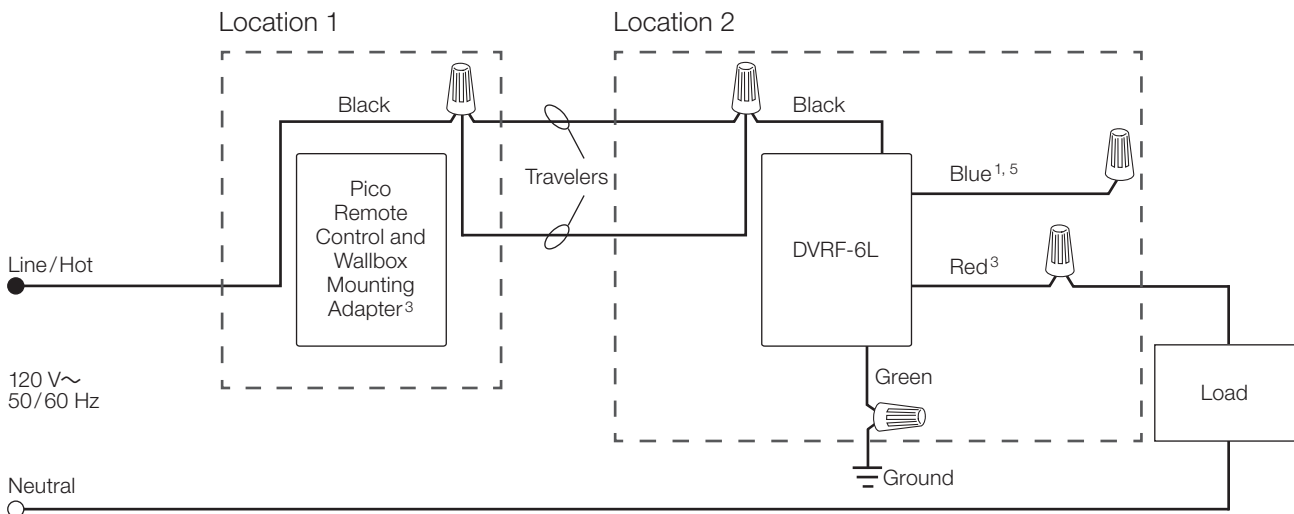 Location 1
Location 2
Black
Black
Travelers
Pico
Remote
Control and
Wallbox
Mounting
Adapter³
Blue¹, ⁵
DVRF-6L
Red³
Line/Hot
120 V~
50/60 Hz
Green
Load
Ground
Neutral